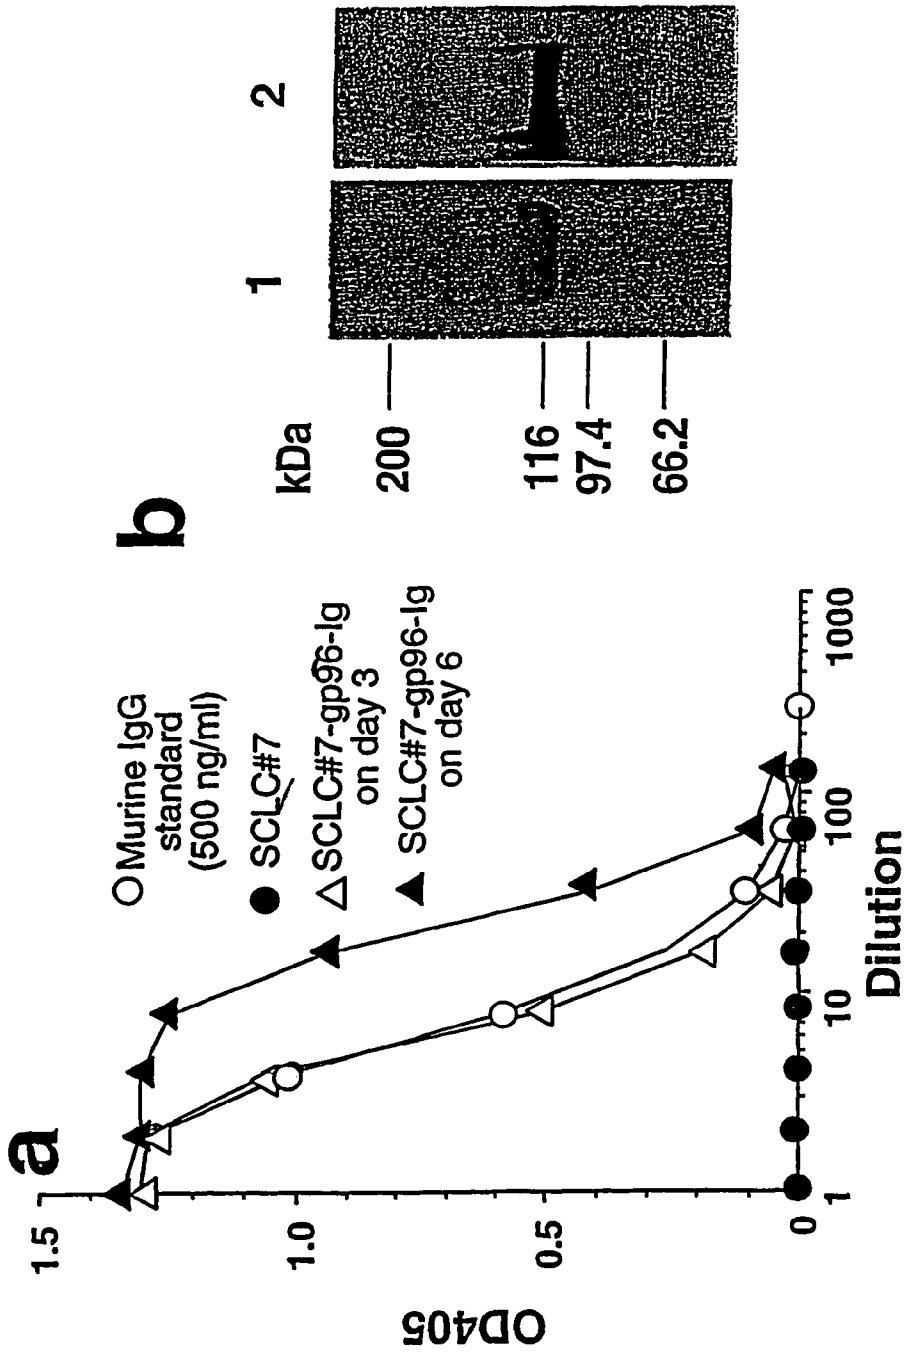 a
OD405
1.5
1.0
0.5
0
1
10
100
1000
Dilution
Murine IgG
standard
(500 ng/ml)
SCLC#7
SCLC#7-gp96-Ig
on day 3
SCLC#7-gp96-Ig
on day 6
b
kDa
200
116
97.4
66.2
1
2